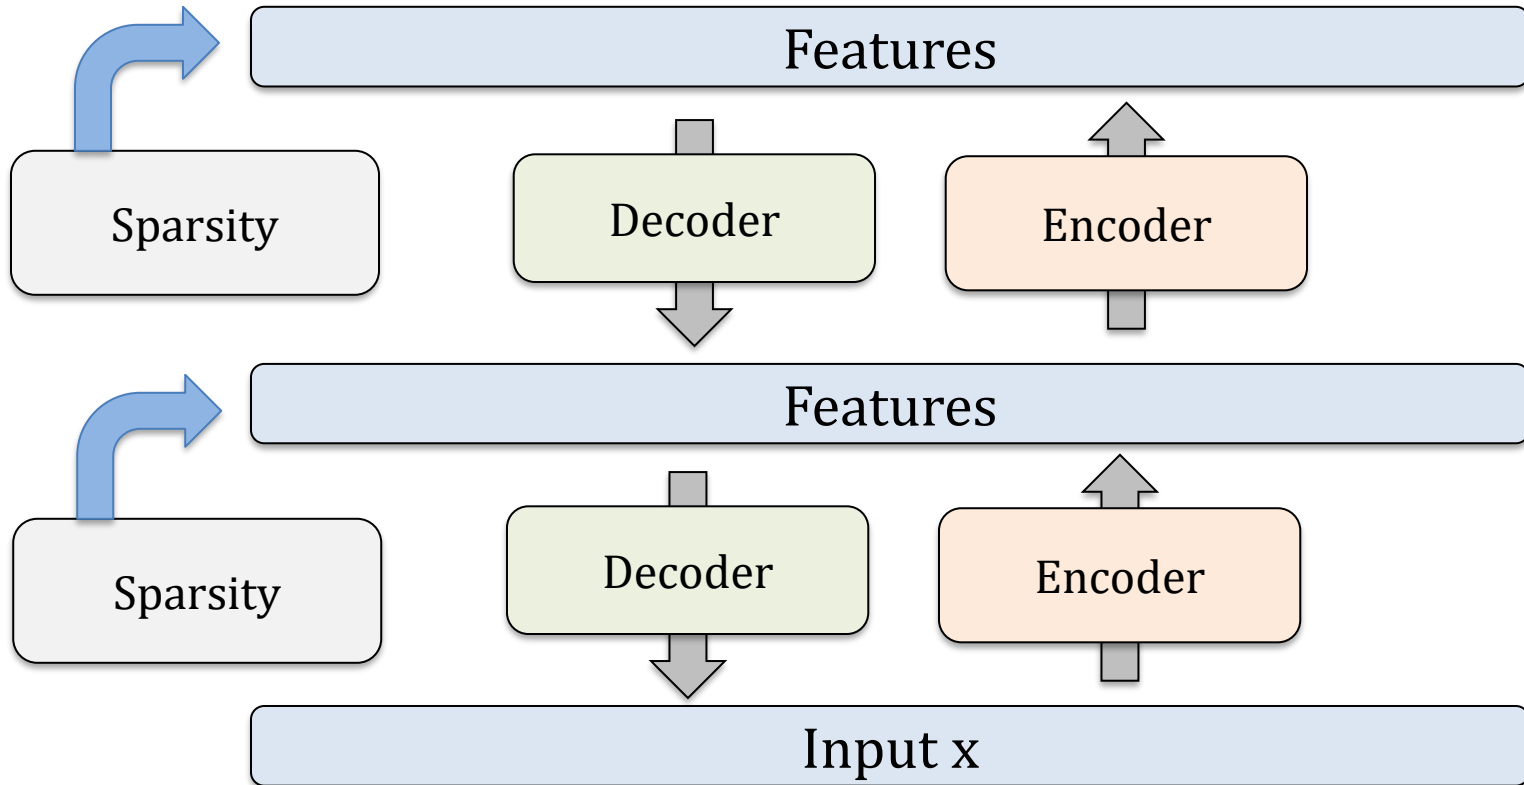 Features
Sparsity
Decoder
Encoder
Features
Sparsity
Decoder
Encoder
Input x